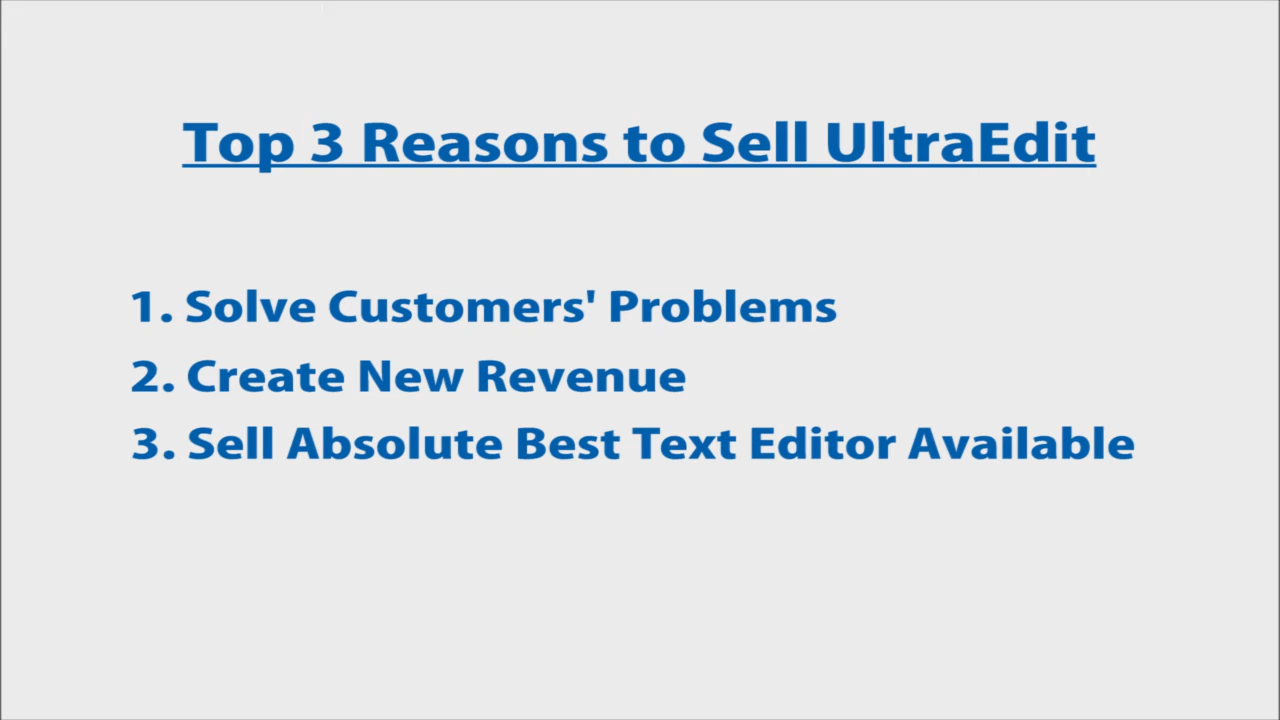 Top 3 Reasons to Sell UltraEdit
1. Solve Customers' Problems
2. Create New Revenue
3. Sell Absolute Best Text Editor Available